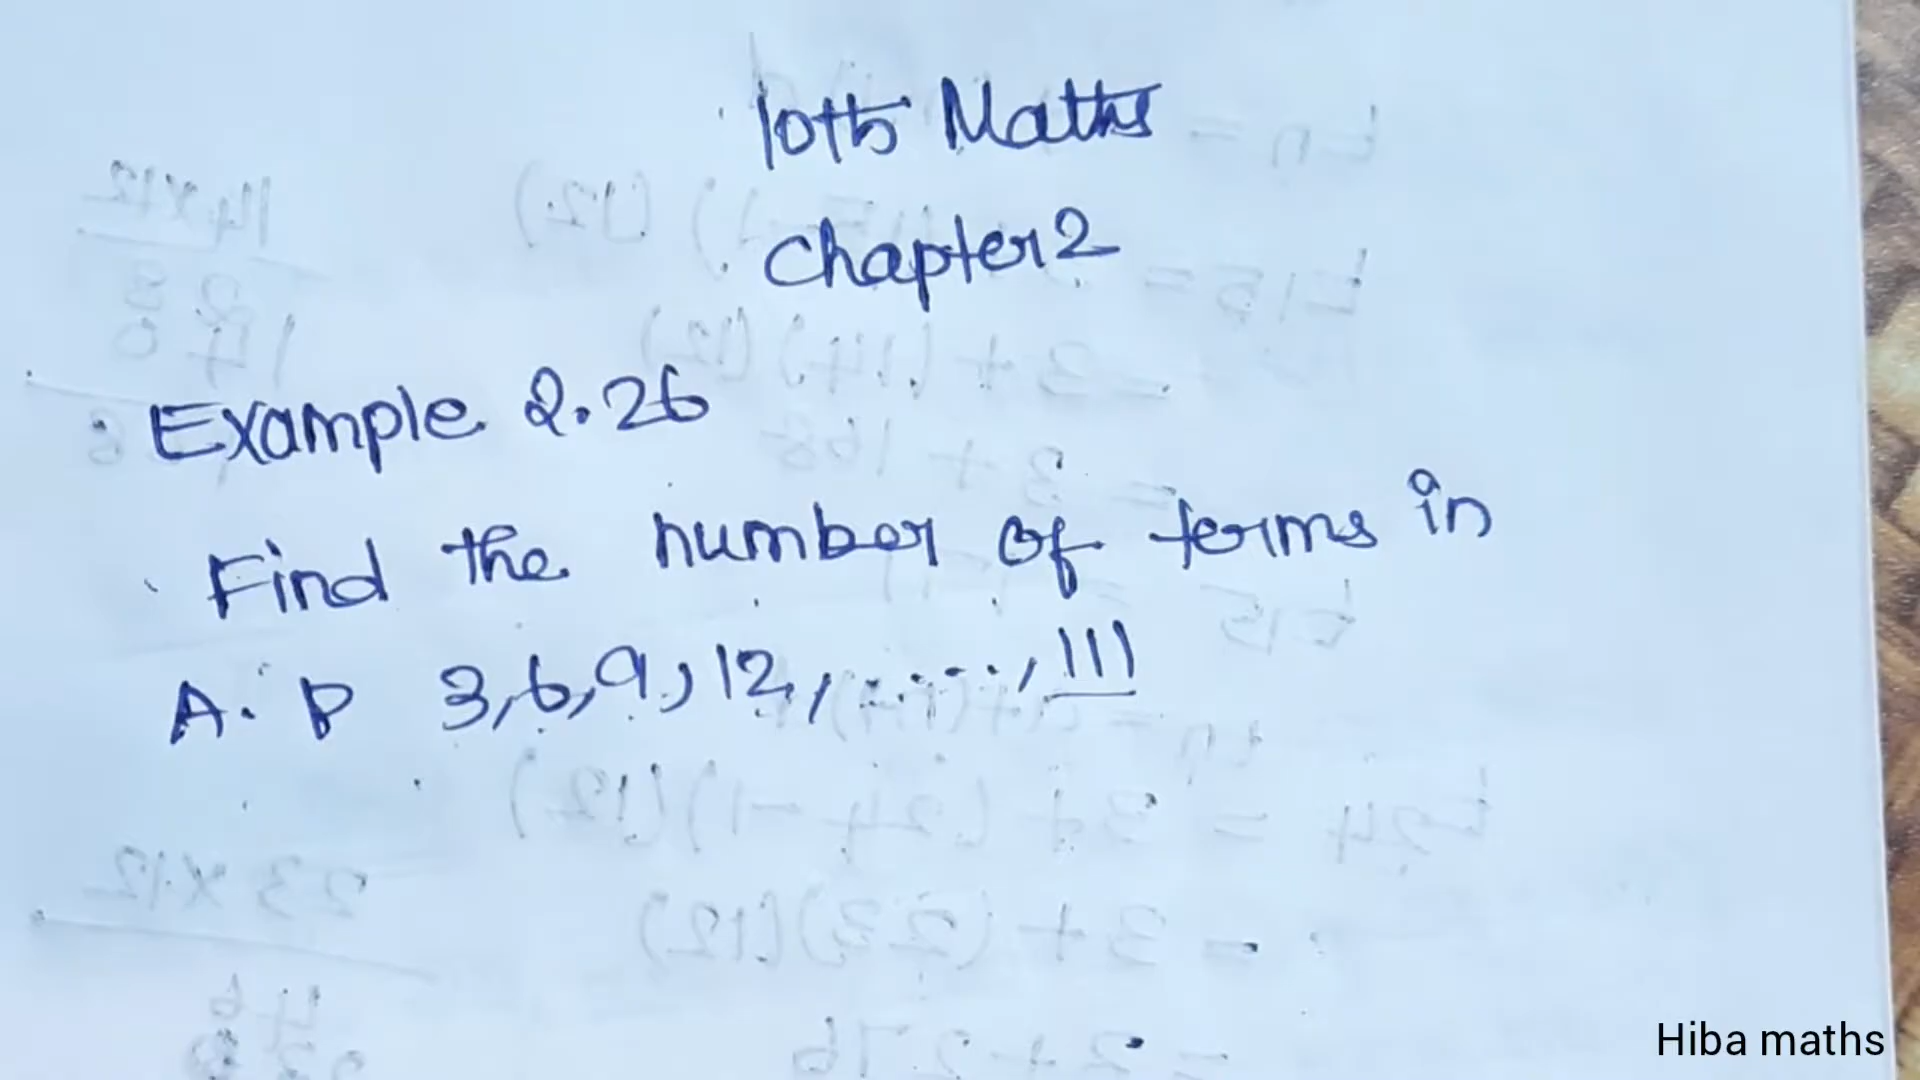 10th Maths
Chapter 2
Example 2.26
Find the number of terms in
A.P 3,6,9,12,.....,111
Hiba maths